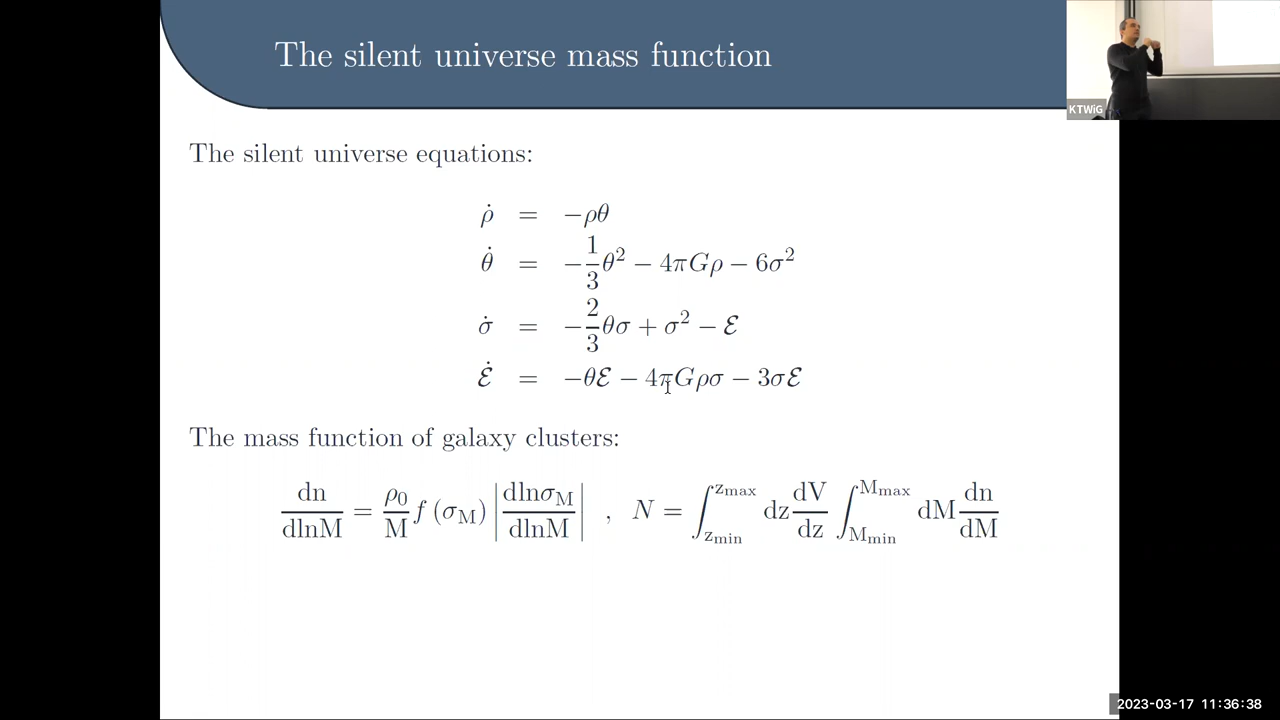 The silent universe mass function
KTWiG
The silent universe equations:
ρ̇ = −ρθ
θ̇ = −1/3 θ² − 4πGρ − 6σ²
σ̇ = −2/3 θσ + σ² − ℰ
ℰ̇ = −θℰ − 4πGρσ − 3σℰ
The mass function of galaxy clusters:
dn/dlnM = ρ₀/M f (σ_M) |dlnσ_M/dlnM| , N = ∫_{z_min}^{z_max} dz dV/dz ∫_{M_min}^{M_max} dM dn/dM
2023-03-17 11:36:38